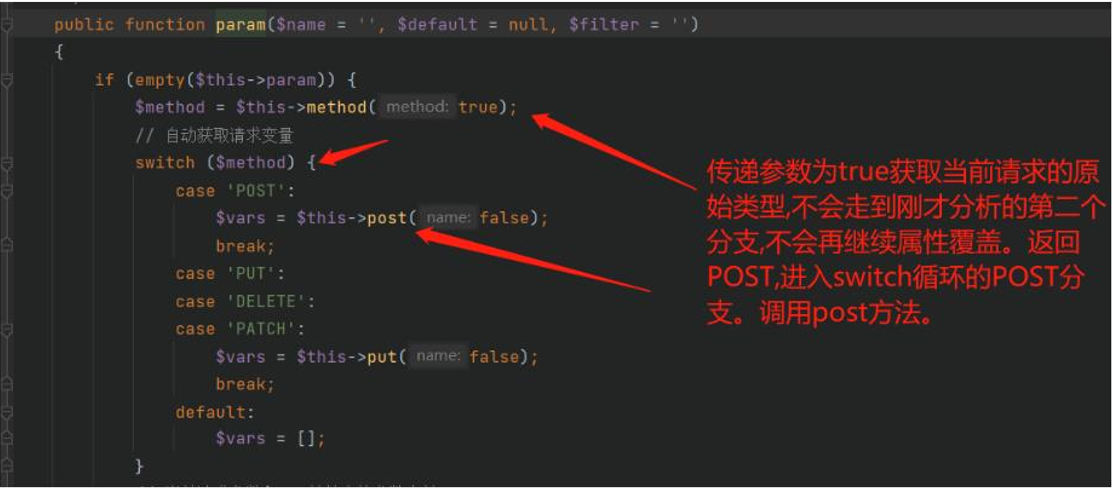 public function param($name = '', $default = null, $filter = '')
{
if (empty($this->param)) {
$method = $this->method( method: true);
// 自动获取请求变量
switch ($method) {
case 'POST':
$vars = $this->post( name: false);
break;
case 'PUT':
case 'DELETE':
case 'PATCH':
$vars = $this->put( name: false);
break;
default:
$vars = [];
}
传递参数为true获取当前请求的原
始类型,不会走到刚才分析的第二个
分支,不会再继续属性覆盖。返回
POST,进入switch循环的POST分
支。调用post方法。